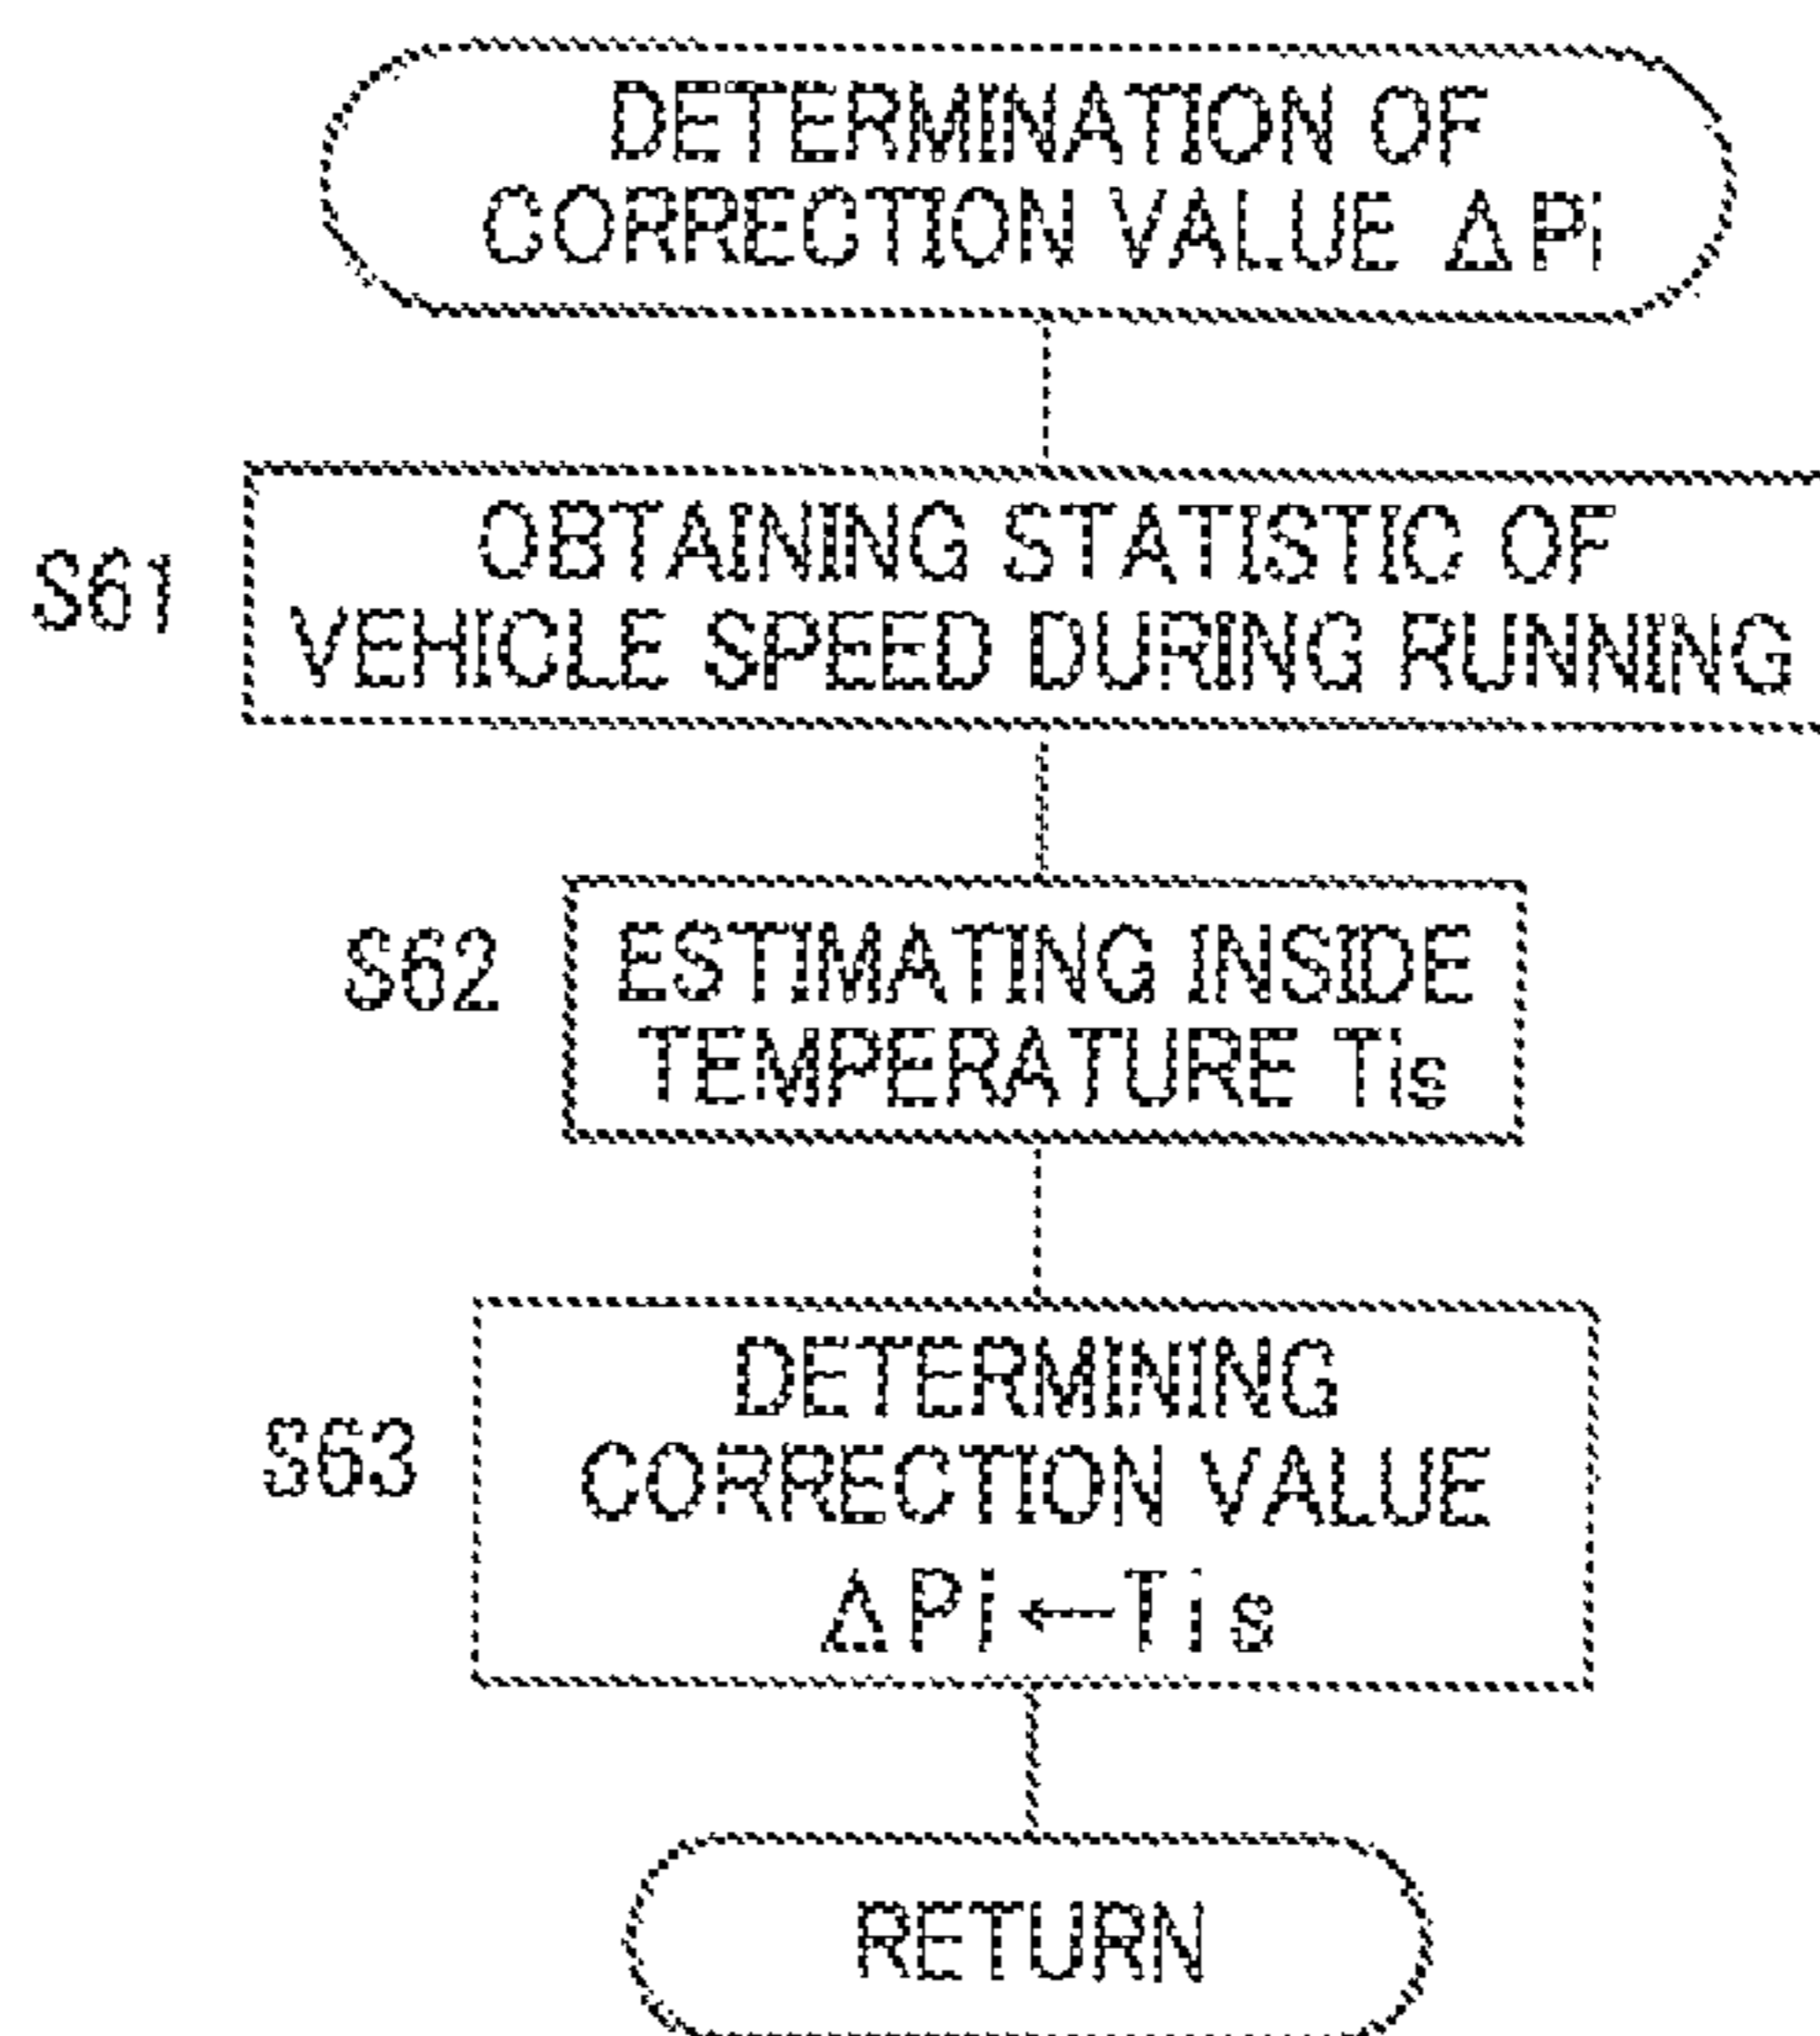 DETERMINATION OF
CORRECTION VALUE ΔPi
S61
OBTAINING STATISTIC OF
VEHICLE SPEED DURING RUNNING
S62
ESTIMATING INSIDE
TEMPERATURE Tis
S63
DETERMINING
CORRECTION VALUE
ΔPi←Tis
RETURN